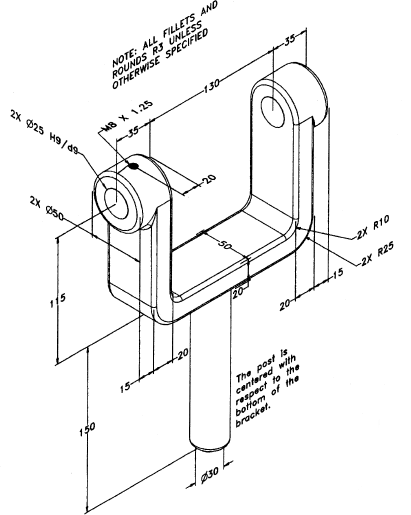 NOTE: ALL FILLETS AND
ROUNDS R3 UNLESS
OTHERWISE SPECIFIED
35
130
M8 X 1.25
35
2X Ø25 H9/d9
20
2X Ø50
50
2X R10
2X R25
115
20
15
20
20
15
The post is
centered with
respect to the
bottom of the
bracket.
150
Ø30